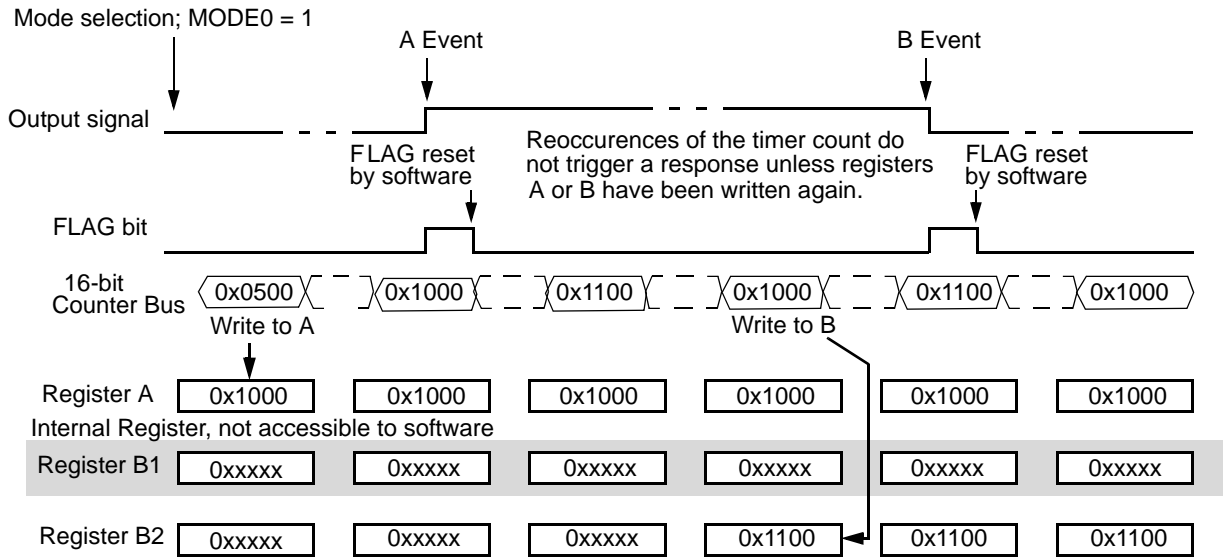 Mode selection; MODE0 = 1
A Event
B Event
Output signal
FLAG reset
by software
Reoccurences of the timer count do
not trigger a response unless registers
A or B have been written again.
FLAG reset
by software
FLAG bit
16-bit
Counter Bus
0x0500 0x1000 0x1100 0x1000 0x1100 0x1000
Write to A
Write to B
Register A 0x1000 0x1000 0x1000 0x1000 0x1000 0x1000
Internal Register, not accessible to software
Register B1 0xxxxx 0xxxxx 0xxxxx 0xxxxx 0xxxxx 0xxxxx
Register B2 0xxxxx 0xxxxx 0xxxxx 0x1100 0x1100 0x1100